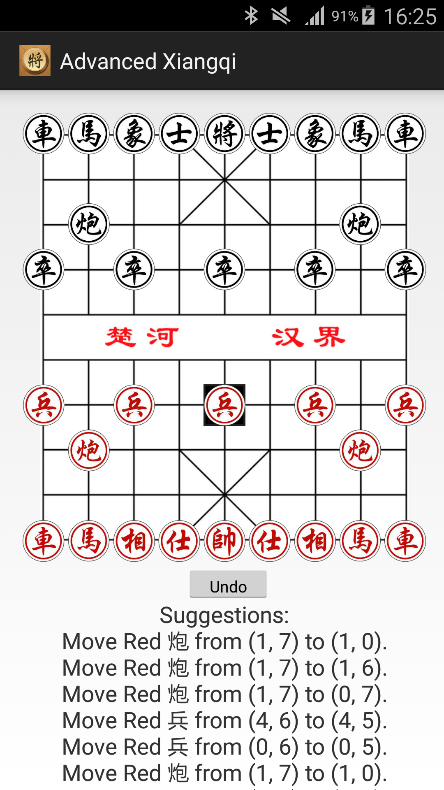 91% 16:25
將 Advanced Xiangqi
車馬象士將士象馬車
炮炮
卒卒卒卒卒
楚河 汉界
兵兵兵兵兵
炮炮
車馬相仕帥仕相馬車
Undo
Suggestions:
Move Red 炮 from (1, 7) to (1, 0).
Move Red 炮 from (1, 7) to (1, 6).
Move Red 炮 from (1, 7) to (0, 7).
Move Red 兵 from (4, 6) to (4, 5).
Move Red 兵 from (0, 6) to (0, 5).
Move Red 炮 from (1, 7) to (1, 0).